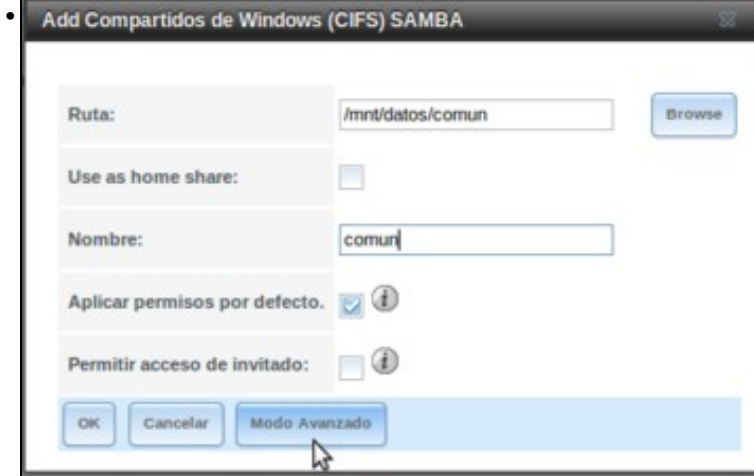 Add Compartidos de Windows (CIFS) SAMBA
Ruta: /mnt/datos/comun Browse
Use as home share:
Nombre: comun
Aplicar permisos por defecto.
Permitir acceso de invitado:
OK Cancelar Modo Avanzado